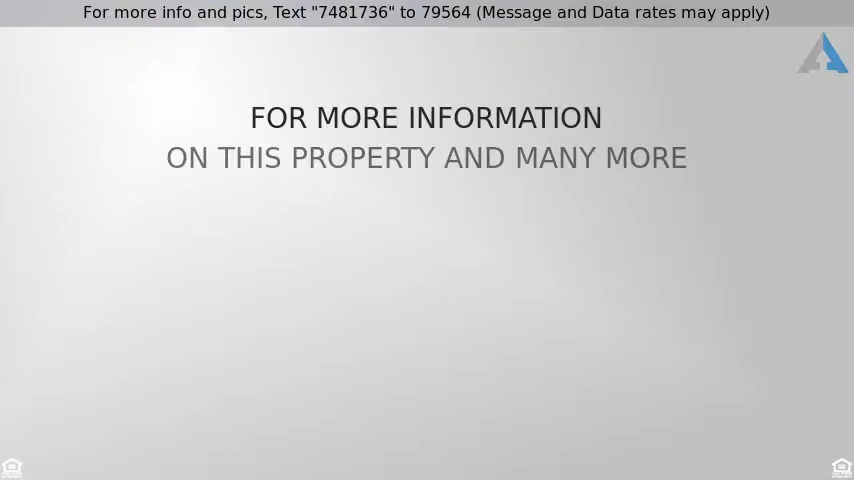 For more info and pics, Text "7481736" to 79564 (Message and Data rates may apply)
FOR MORE INFORMATION
ON THIS PROPERTY AND MANY MORE